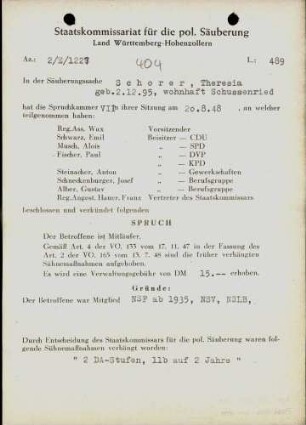 Staatskommissariat für die pol. Säuberung
Land Württemberg-Hohenzollern
Az.: 2/2/1227 404 L: 489
In der Säuberungssache Schorer, Theresia
geb.2.12.95, wohnhaft Schussenried
hat die Spruchkammer VIIb ihrer Sitzung am 20.8.48, an welcher
teilgenommen haben:
Reg.Ass. Wax Vorsitzender
Schwarz, Emil Beisitzer — CDU
Musch, Alois — SPD
Fischer, Paul — DVP
— KPD
Steinacher, Anton — Gewerkschaften
Schneckenburger, Josef — Berufsgruppe
Alber, Gustav — Berufsgruppe
Reg.Angest. Hauer, Franz Vertreter des Staatskommissars
beschlossen und verkündet folgenden
SPRUCH
Der Betroffene ist Mitläufer.
Gemäß Art. 4 der VO. 133 vom 17. 11. 47 in der Fassung des
Art. 2 der VO. 165 vom 13. 7. 48 sind die früher verhängten
Sühnemaßnahmen aufgehoben.
Es wird eine Verwaltungsgebühr von DM 15.-- erhoben.
Gründe:
Der Betroffene war Mitglied NSF ab 1935, NSV, NSLB,
Durch Entscheidung des Staatskommissars für die pol. Säuberung waren fol-
gende Sühnemaßnahmen verhängt worden:
" 2 DA-Stufen, 11b auf 2 Jahre "